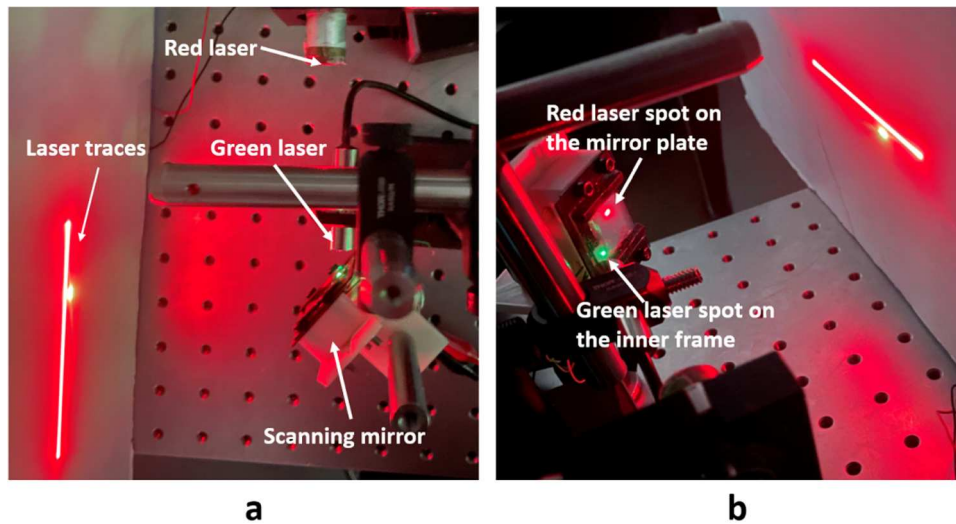 Red laser
Laser traces
Green laser
Scanning mirror
Red laser spot on
the mirror plate
Green laser spot on
the inner frame
a
b